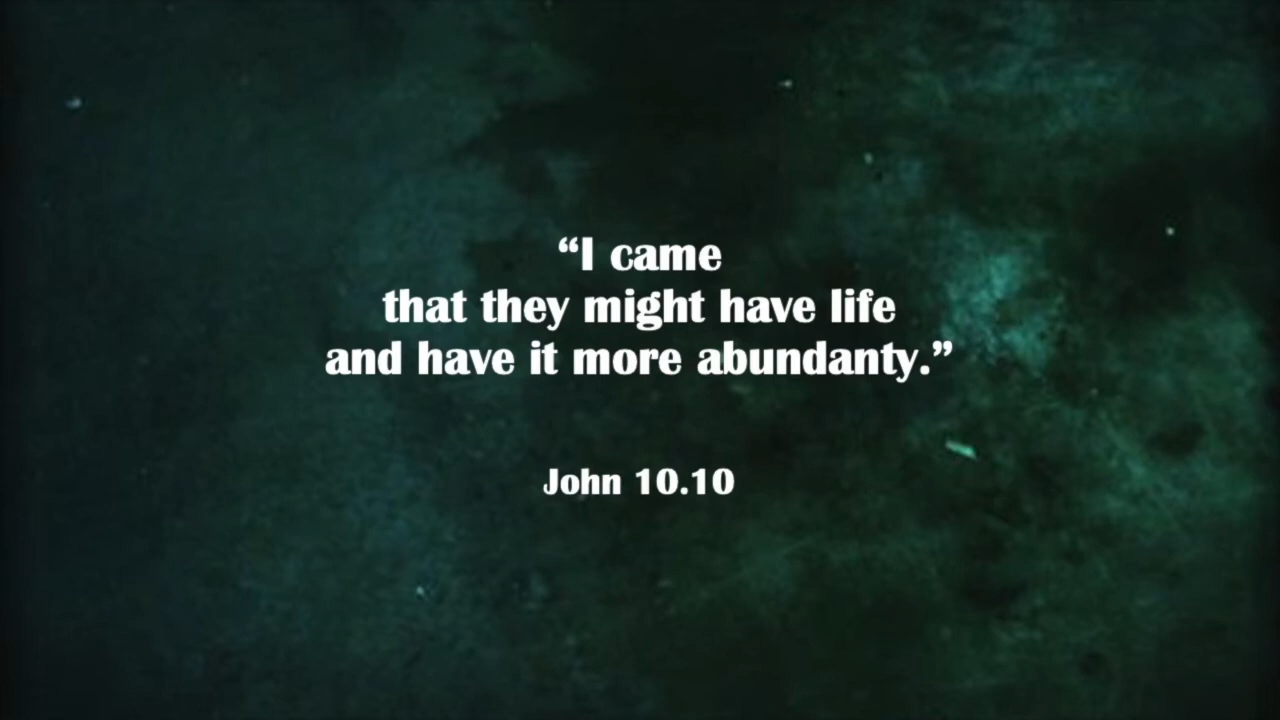 “I came
that they might have life
and have it more abundanty.”
John 10.10